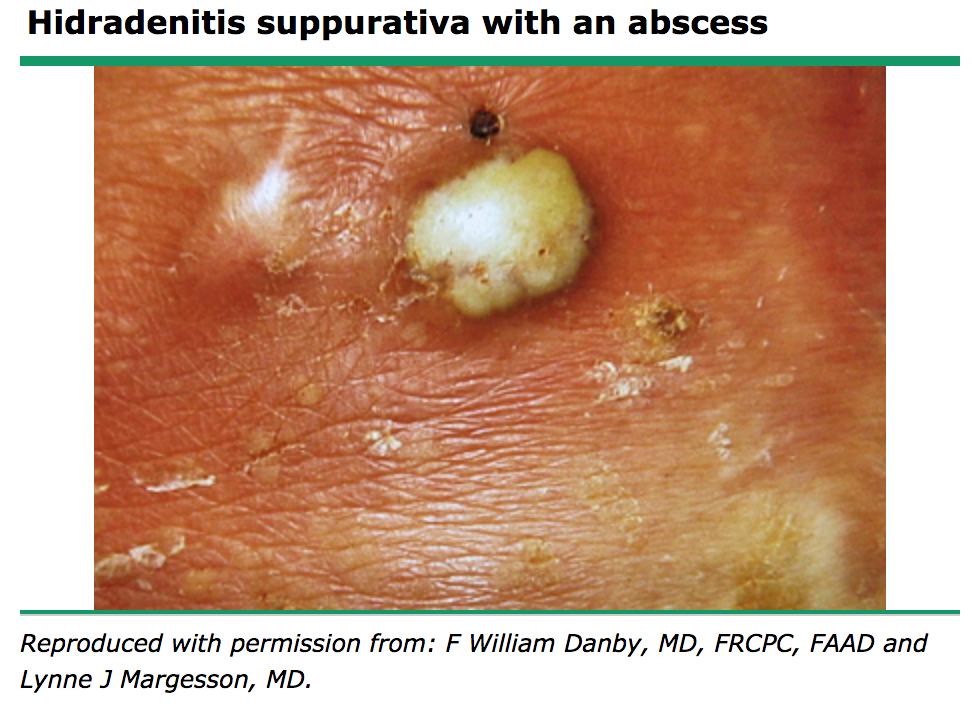 Hidradenitis suppurativa with an abscess
Reproduced with permission from: F William Danby, MD, FRCPC, FAAD and
Lynne J Margesson, MD.